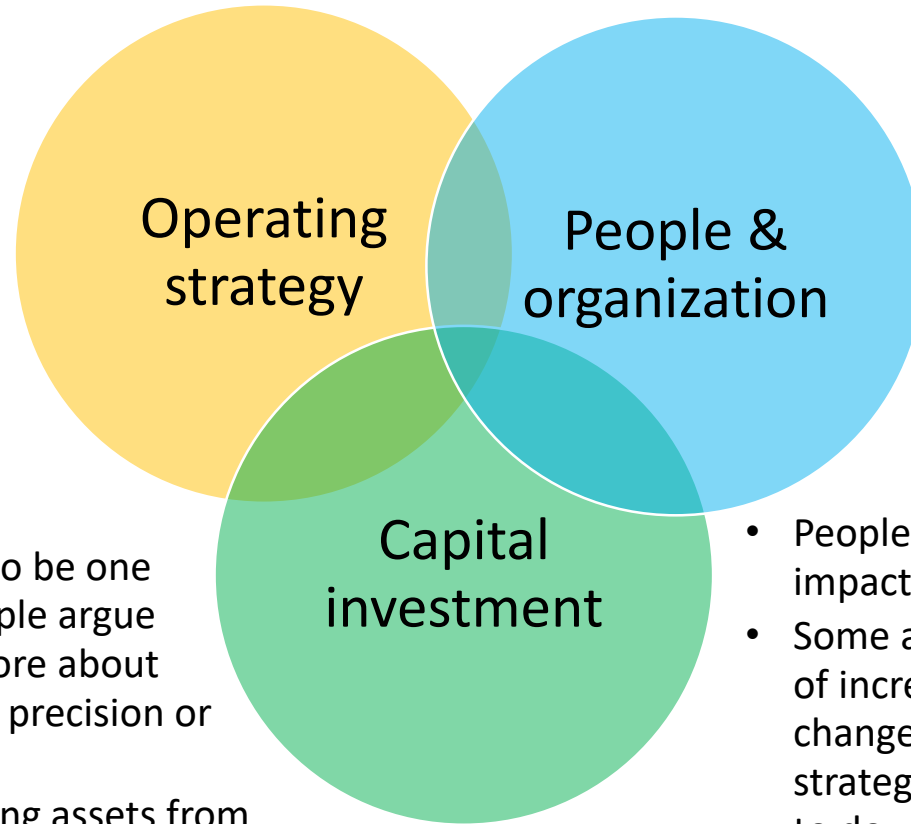 Operating
strategy
People &
organization
Capital
investment
o be one
ple argue
ore about
precision or
ng assets from
• People
impact
• Some a
of incre
change
strateg